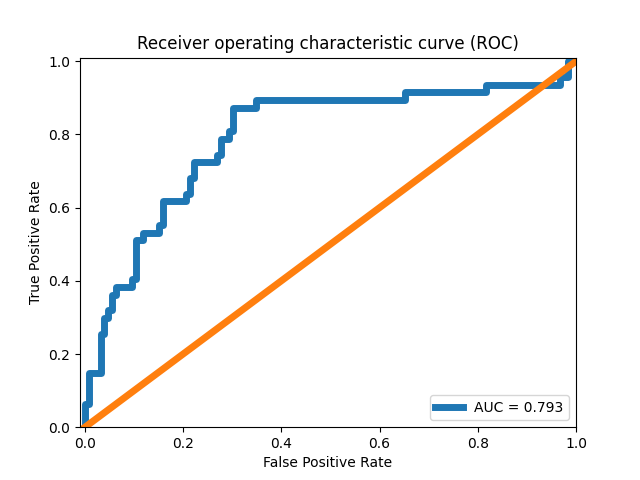 Receiver operating characteristic curve (ROC)
True Positive Rate
1.0
0.8
0.6
0.4
0.2
0.0
0.0 0.2 0.4 0.6 0.8 1.0
False Positive Rate
AUC = 0.793